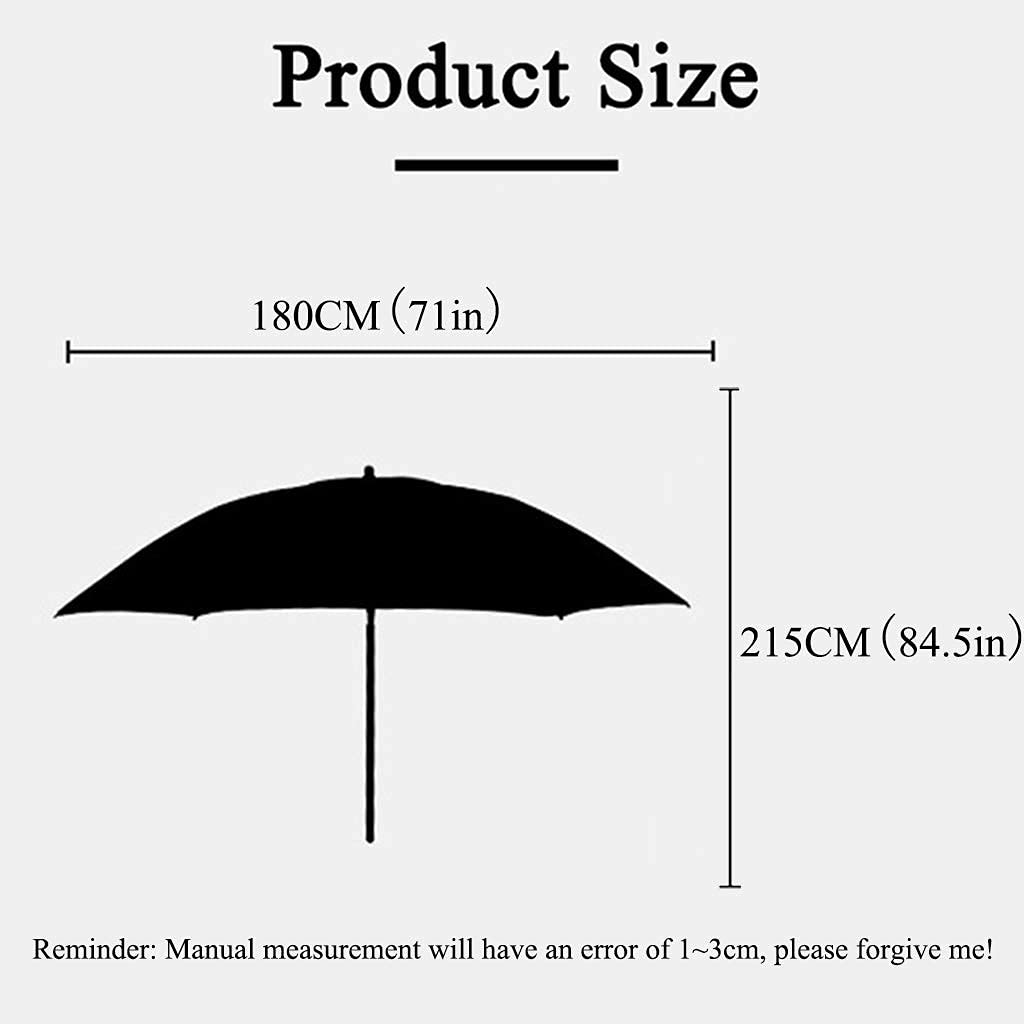 Product Size
180CM（71in）
215CM（84.5in）
Reminder: Manual measurement will have an error of 1~3cm, please forgive me!